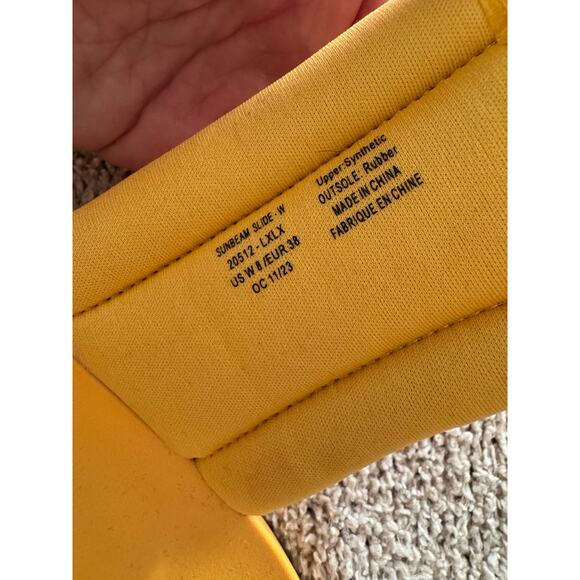 SUNBEAM SLIDE - W
20512 - LXLX
US W 8 /EUR 38
OC 11/23
Upper: Synthetic
OUTSOLE: Rubber
MADE IN CHINA
FABRIQUE EN CHINE